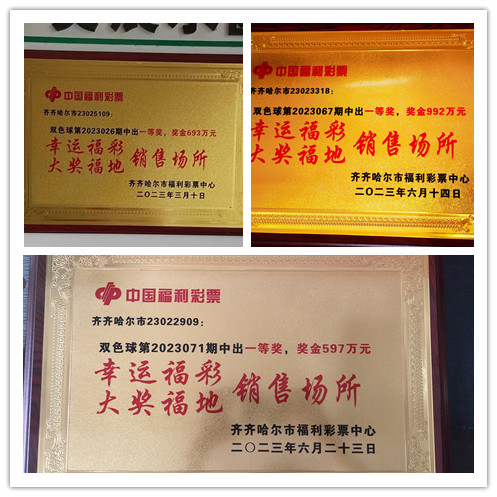 中国福利彩票
齐齐哈尔市23025109:
双色球第2023026期中出一等奖，奖金693万元
幸运福彩
大奖福地 销售场所
齐齐哈尔市福利彩票中心
二〇二三年三月十日
中国福利彩票
齐齐哈尔市23023318:
双色球第2023067期中出一等奖，奖金992万元
幸运福彩
大奖福地 销售场所
齐齐哈尔市福利彩票中心
二〇二三年六月十四日
中国福利彩票
齐齐哈尔市23022909:
双色球第2023071期中出一等奖，奖金597万元
幸运福彩
大奖福地 销售场所
齐齐哈尔市福利彩票中心
二〇二三年六月二十三日